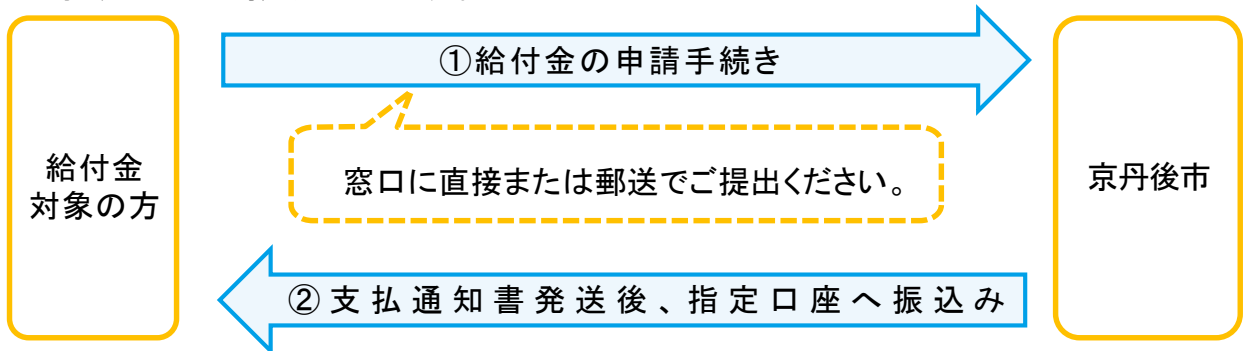 ①給付金の申請手続き
給付金
対象の方
窓口に直接または郵送でご提出ください。
京丹後市
②支払通知書発送後、指定口座へ振込み